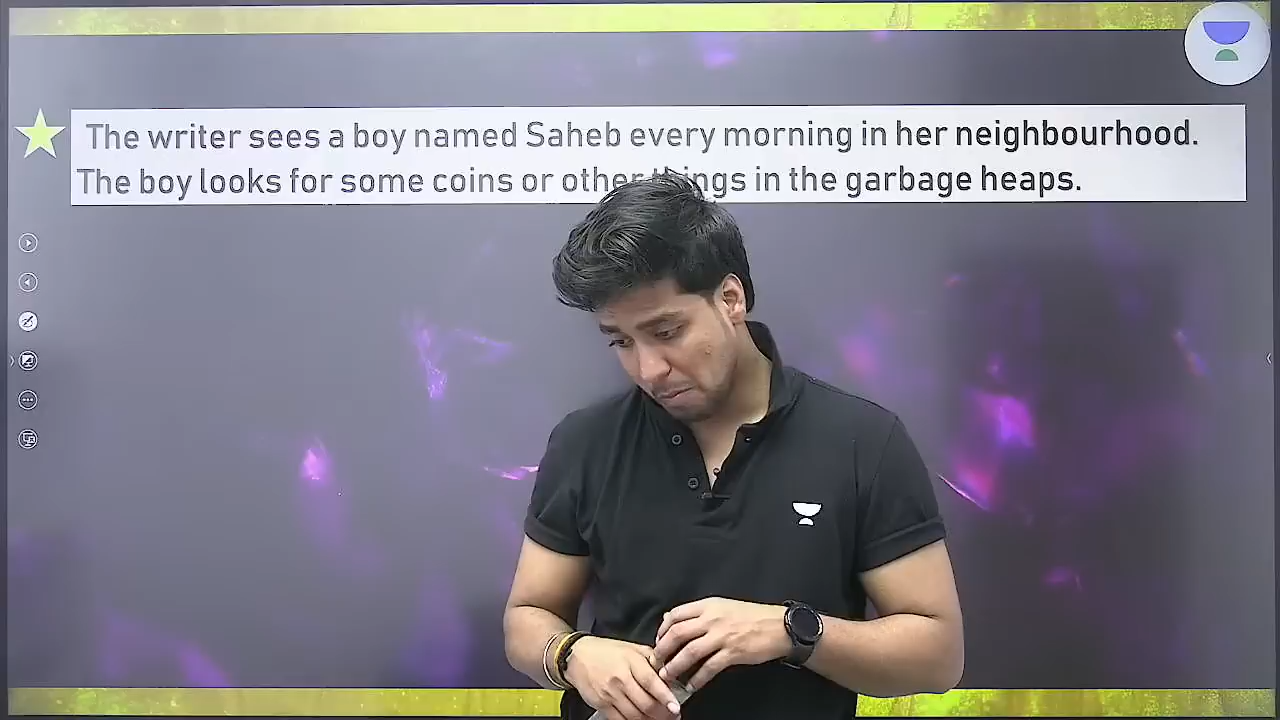 The writer sees a boy named Saheb every morning in her neighbourhood.
The boy looks for some coins or other things in the garbage heaps.